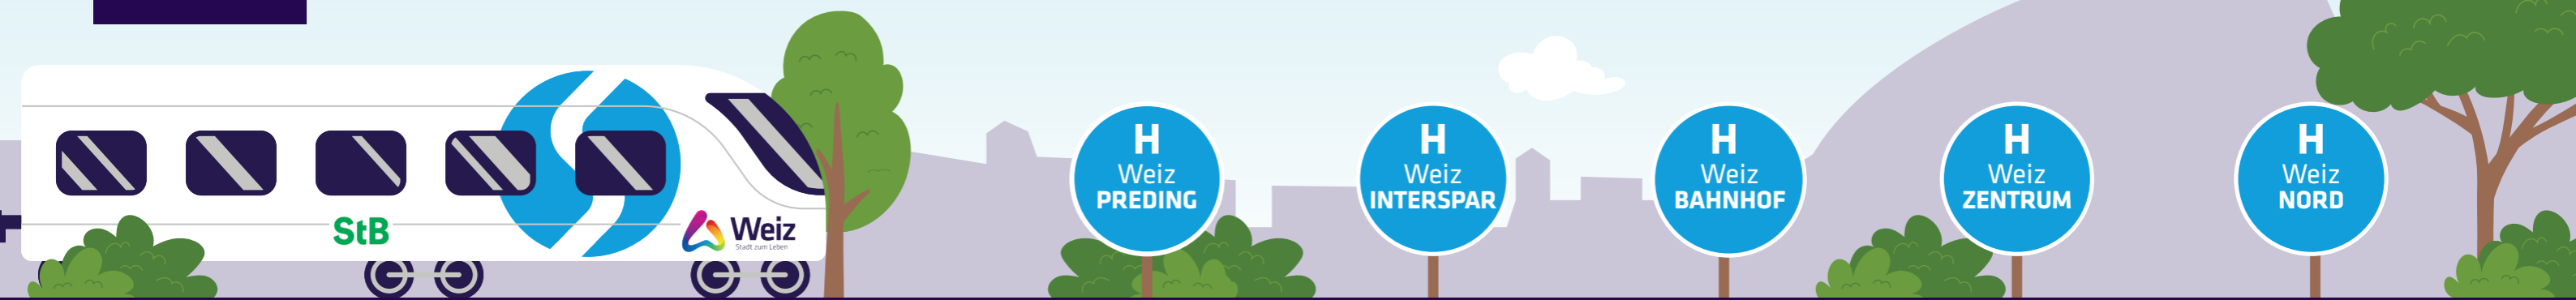 StB
Weiz
Stadt zum Leben
H
Weiz
PREDING
H
Weiz
INTERSPAR
H
Weiz
BAHNHOF
H
Weiz
ZENTRUM
H
Weiz
NORD